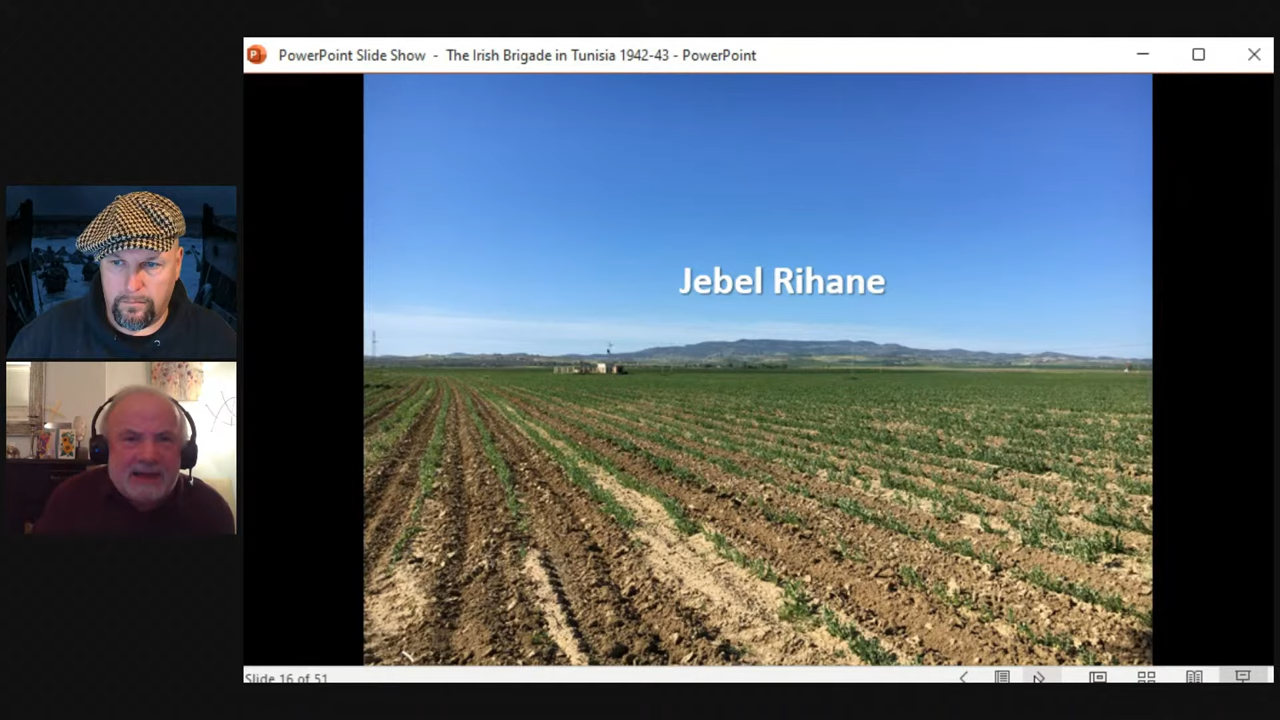 PowerPoint Slide Show - The Irish Brigade in Tunisia 1942-43 - PowerPoint
Jebel Rihane
Slide 16 of 51